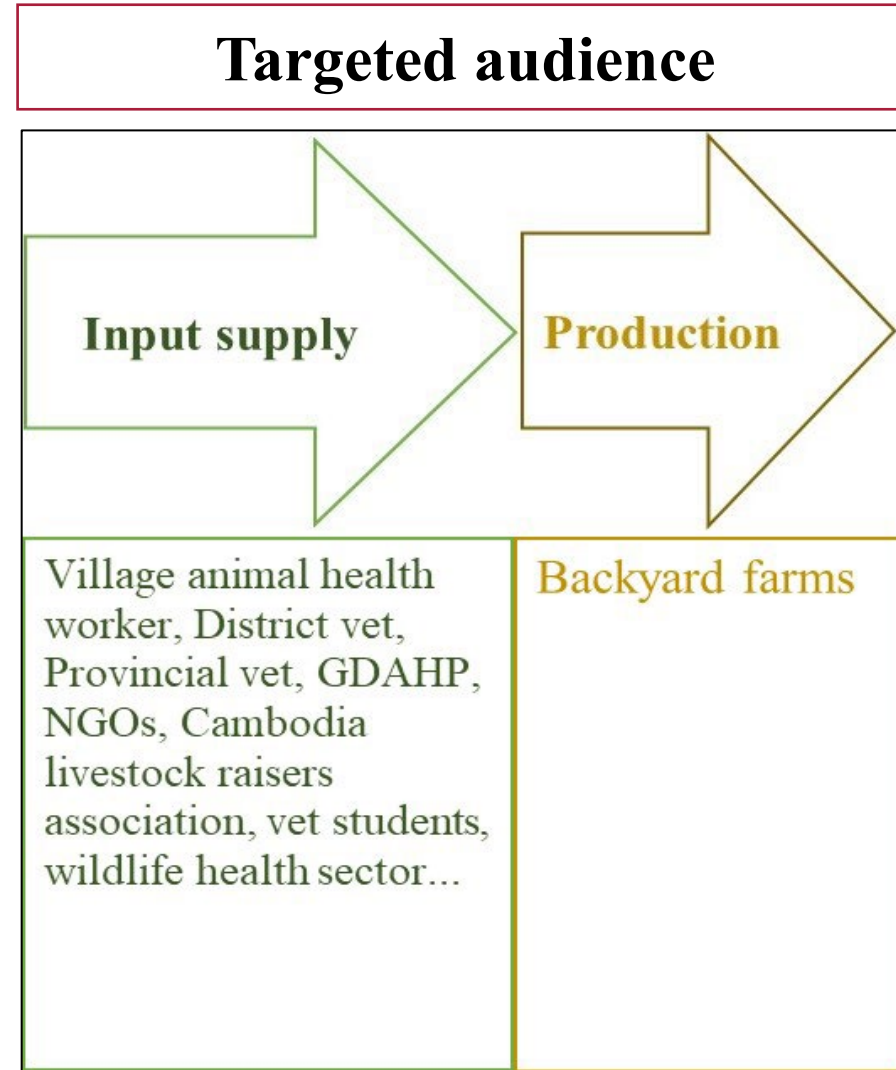 Targeted audience
Input supply
Production
Village animal health
worker, District vet,
Provincial vet, GDAHP,
NGOs, Cambodia
livestock raisers
association, vet students,
wildlife health sector...
Backyard farms